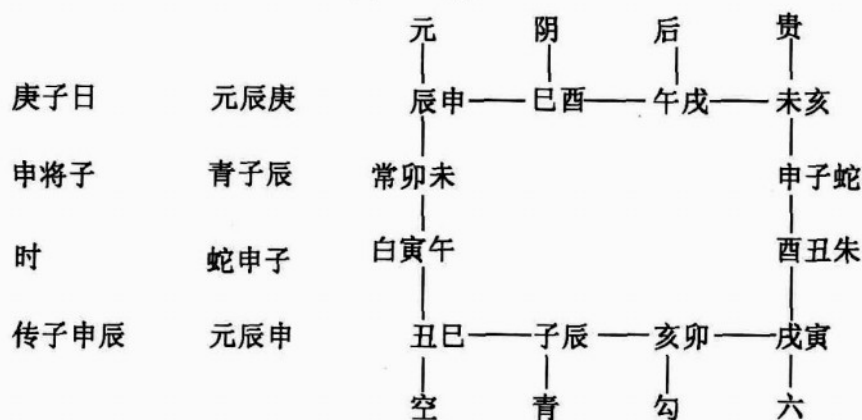 元 阴 后 贵
庚子日 元辰庚 辰申 巳酉 午戌 未亥
申将子 青子辰 常卯未 申子蛇
时 蛇申子 白寅午 酉丑朱
传子申辰 元辰申 丑巳 子辰 亥卯 戌寅
空 青 勾 六